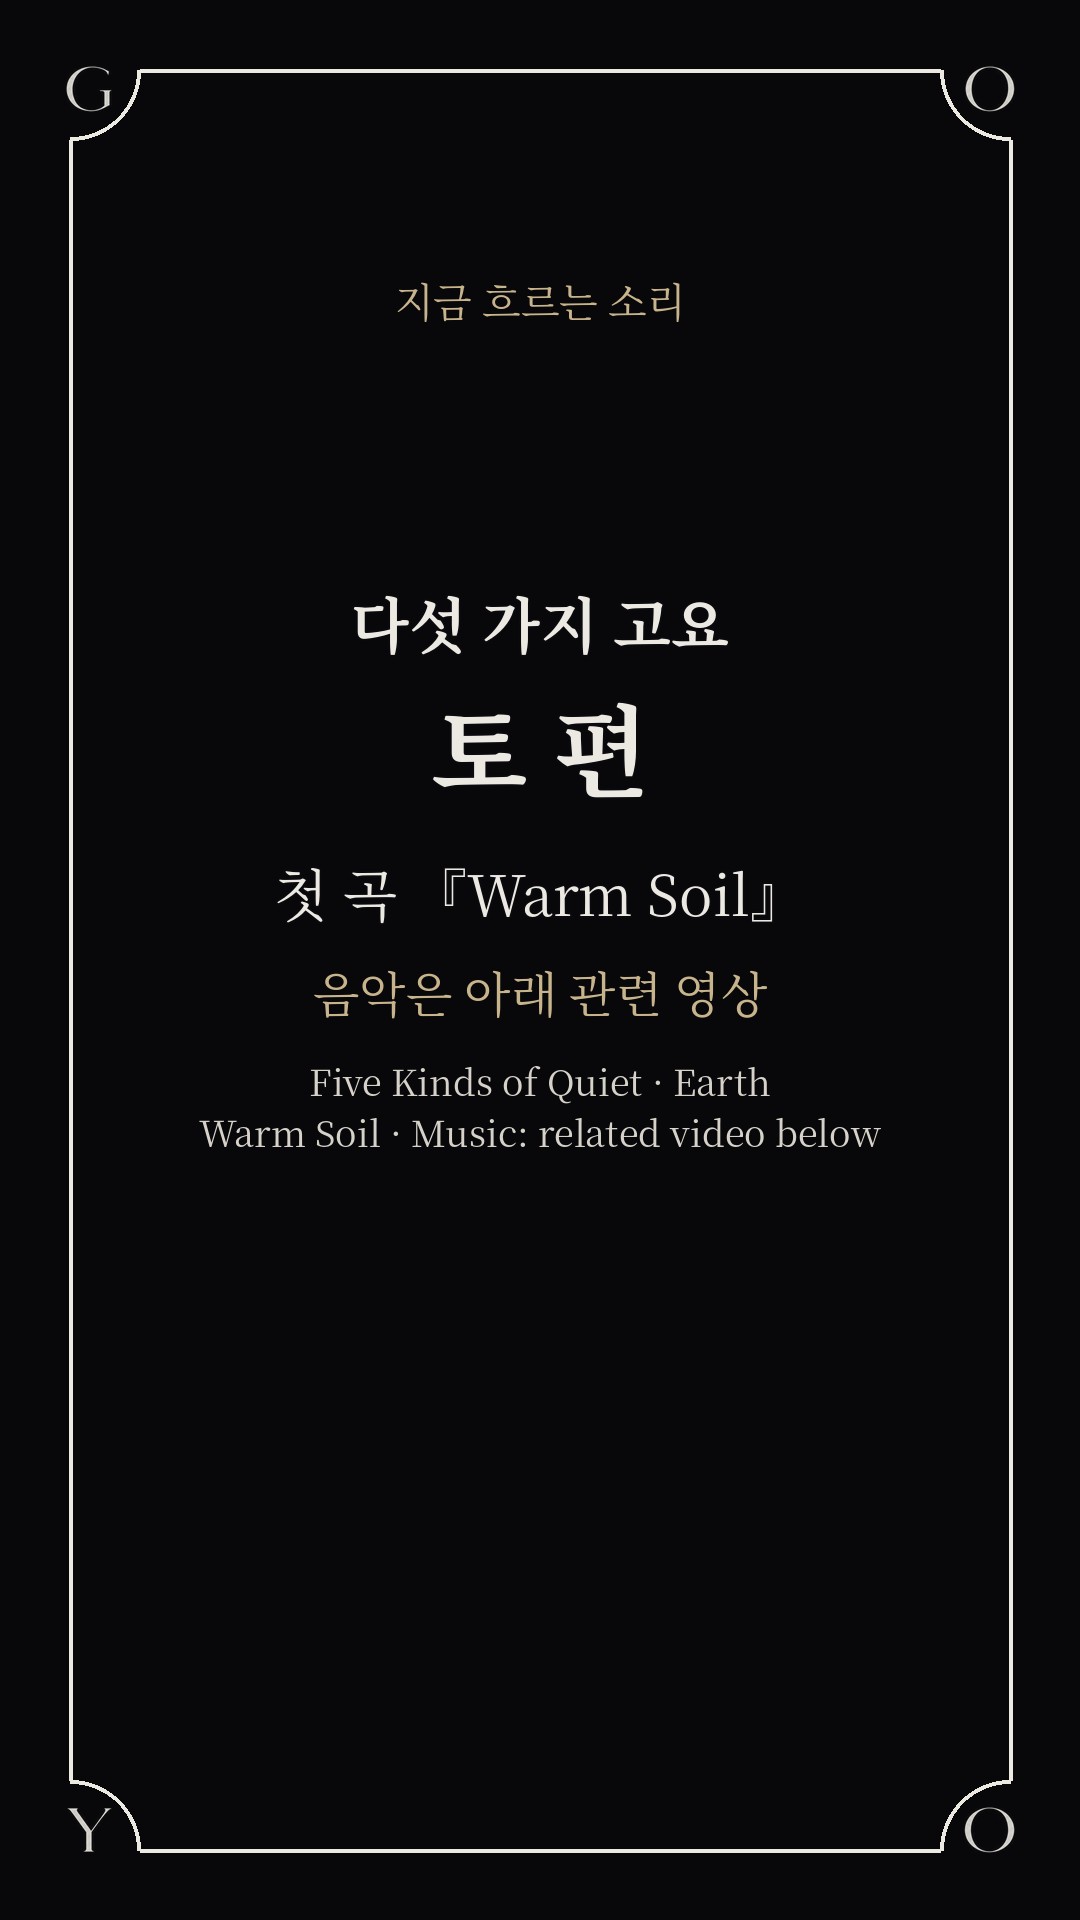 G O
지금 흐르는 소리
다섯 가지 고요
토 편
첫 곡 『Warm Soil』
음악은 아래 관련 영상
Five Kinds of Quiet · Earth
Warm Soil · Music: related video below
Y O